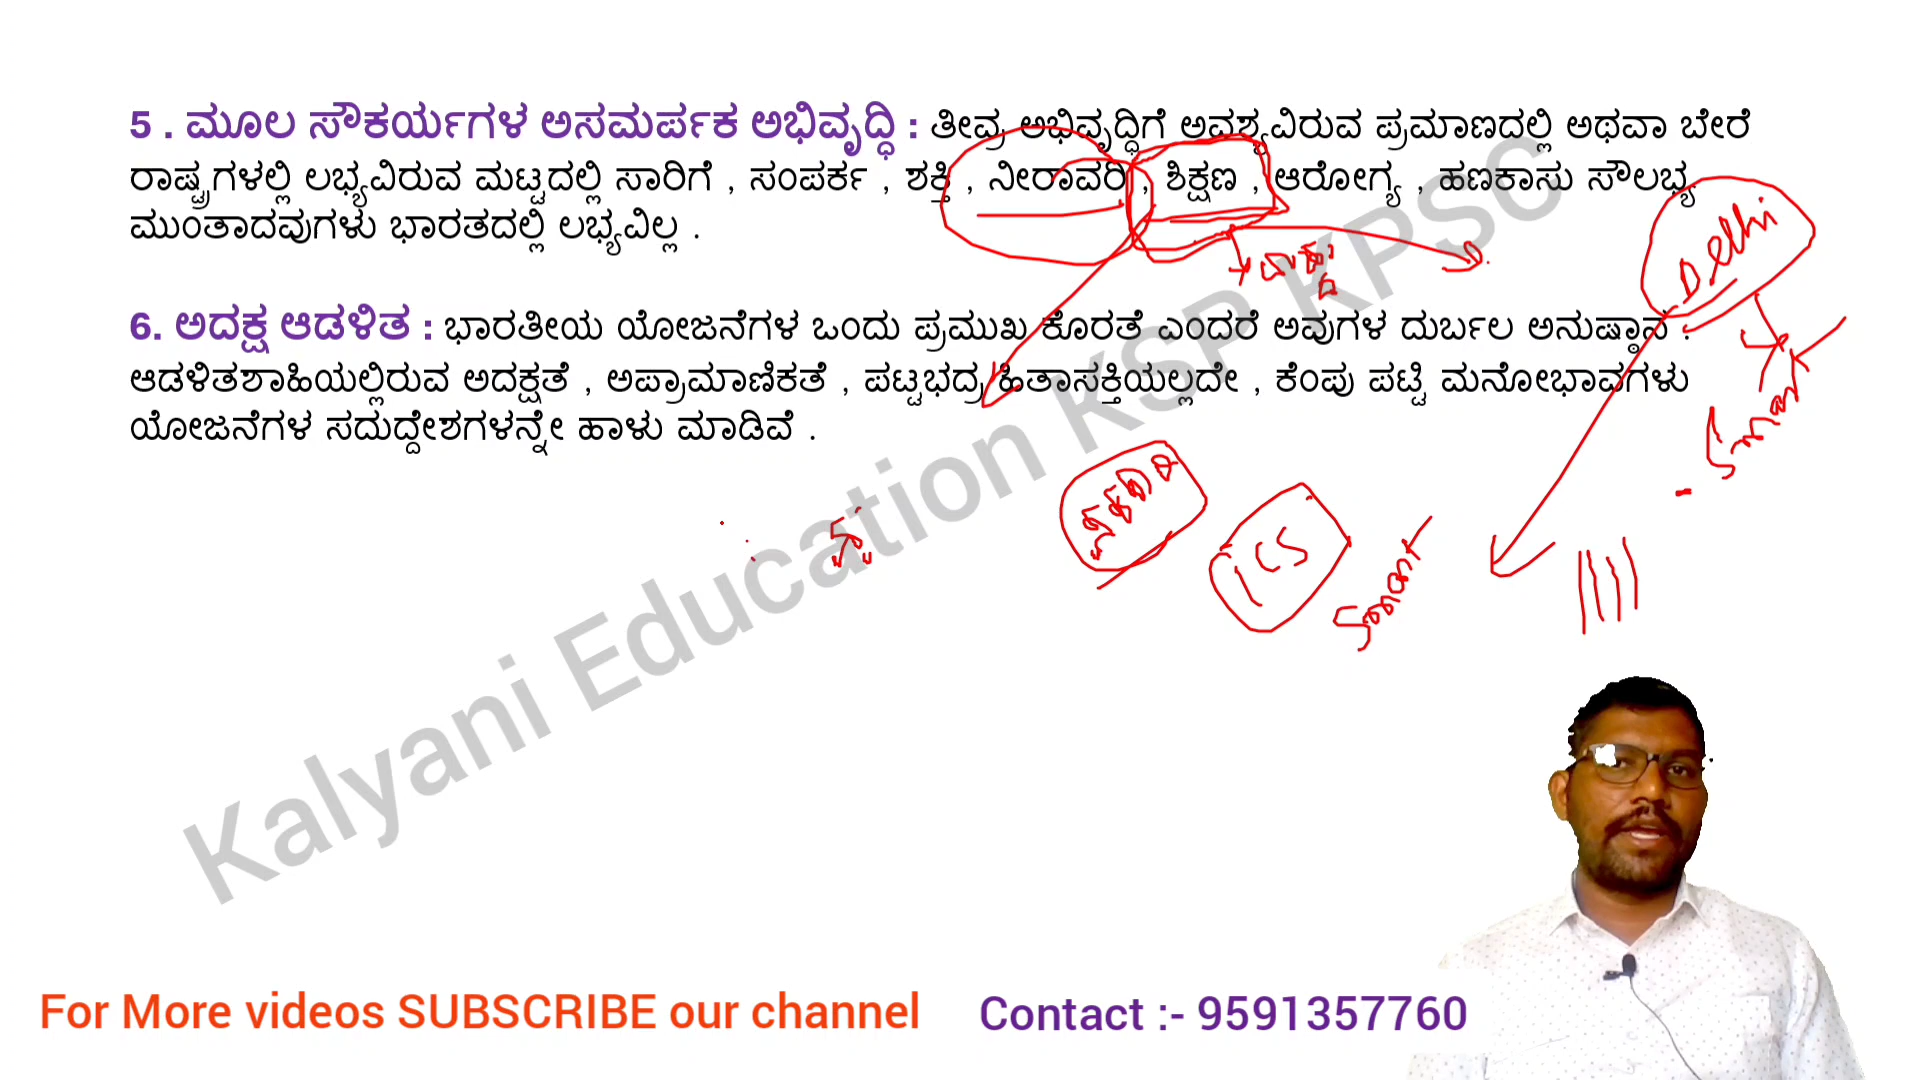 5 . ಮೂಲ ಸೌಕರ್ಯಗಳ ಅಸಮರ್ಪಕ ಅಭಿವೃದ್ಧಿ : ತೀವ್ರ ಅಭಿವೃದ್ಧಿಗೆ ಅವಶ್ಯವಿರುವ ಪ್ರಮಾಣದಲ್ಲಿ ಅಥವಾ ಬೇರೆ
ರಾಷ್ಟ್ರಗಳಲ್ಲಿ ಲಭ್ಯವಿರುವ ಮಟ್ಟದಲ್ಲಿ ಸಾರಿಗೆ , ಸಂಪರ್ಕ , ಶಕ್ತಿ , ನೀರಾವರಿ , ಶಿಕ್ಷಣ , ಆರೋಗ್ಯ , ಹಣಕಾಸು ಸೌಲಭ್ಯ
ಮುಂತಾದವುಗಳು ಭಾರತದಲ್ಲಿ ಲಭ್ಯವಿಲ್ಲ .
Delhi
6. ಅದಕ್ಷ ಆಡಳಿತ : ಭಾರತೀಯ ಯೋಜನೆಗಳ ಒಂದು ಪ್ರಮುಖ ಕೊರತೆ ಎಂದರೆ ಅವುಗಳ ದುರ್ಬಲ ಅನುಷ್ಠಾನ .
ಆಡಳಿತಶಾಹಿಯಲ್ಲಿರುವ ಅದಕ್ಷತೆ , ಅಪ್ರಾಮಾಣಿಕತೆ , ಪಟ್ಟಭದ್ರ ಹಿತಾಸಕ್ತಿಯಲ್ಲದೇ , ಕೆಂಪು ಪಟ್ಟಿ ಮನೋಭಾವಗಳು
ಯೋಜನೆಗಳ ಸದುದ್ದೇಶಗಳನ್ನೇ ಹಾಳು ಮಾಡಿವೆ .
- Smart
ICS
Smart
Kalyani Education KSP KPSC
For More videos SUBSCRIBE our channel
Contact :- 9591357760